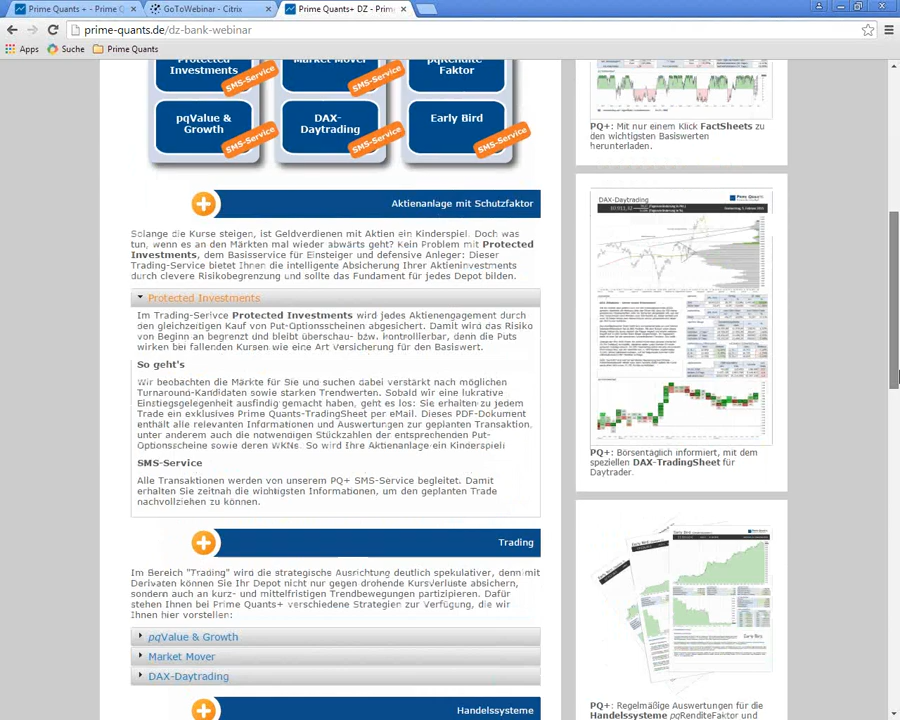 Prime Quants + - Prime Q
GoToWebinar - Citrix
Prime Quants+ DZ - Prime
prime-quants.de/dz-bank-webinar
Apps
Suche
Prime Quants
Protected
Investments
SMS-Service
Market Mover
SMS-Service
pqRendite
Faktor
pqValue &
Growth
SMS-Service
DAX-
Daytrading
SMS-Service
Early Bird
SMS-Service
Aktienanlage mit Schutzfaktor
Solange die Kurse steigen, ist Geldverdienen mit Aktien ein Kinderspiel. Doch was
tun, wenn es an den Märkten mal wieder abwärts geht? Kein Problem mit Protected
Investments, dem Basisservice für Einsteiger und defensive Anleger: Dieser
Trading-Service bietet Ihnen die intelligente Absicherung Ihrer Aktieninvestments
durch clevere Risikobegrenzung und sollte das Fundament für jedes Depot bilden.
Protected Investments
Im Trading-Serivce Protected Investments wird jedes Aktienengagement durch
den gleichzeitigen Kauf von Put-Optionsscheinen abgesichert. Damit wird das Risiko
von Beginn an begrenzt und bleibt überschau- bzw. kontrollierbar, denn die Puts
wirken bei fallenden Kursen wie eine Art Versicherung für den Basiswert.
So geht's
Wir beobachten die Märkte für Sie und suchen dabei verstärkt nach möglichen
Turnaround-Kandidaten sowie starken Trendwerten. Sobald wir eine lukrative
Einstiegsgelegenheit ausfindig gemacht haben, geht es los: Sie erhalten zu jedem
Trade ein exklusives Prime Quants-TradingSheet per eMail. Dieses PDF-Dokument
enthält alle relevanten Informationen und Auswertungen zur geplanten Transaktion,
unter anderem auch die notwendigen Stückzahlen der entsprechenden Put-
Optionsscheine sowie deren WKNs. So wird Ihre Aktienanlage ein Kinderspiel!
SMS-Service
Alle Transaktionen werden von unserem PQ+ SMS-Service begleitet. Damit
erhalten Sie zeitnah die wichtigsten Informationen, um den geplanten Trade
nachvollziehen zu können.
Trading
Im Bereich "Trading" wird die strategische Ausrichtung deutlich spekulativer, denn mit
Derivaten können Sie Ihr Depot nicht nur gegen drohende Kursverluste absichern,
sondern auch an kurz- und mittelfristigen Trendbewegungen partizipieren. Dafür
stehen Ihnen bei Prime Quants+ verschiedene Strategien zur Verfügung, die wir
Ihnen hier vorstellen:
pqValue & Growth
Market Mover
DAX-Daytrading
Handelssysteme
PQ+: Mit nur einem Klick FactSheets zu
den wichtigsten Basiswerten
herunterladen.
DAX-Daytrading
PRIME QUANTS
PQ+: Börsentäglich informiert, mit dem
speziellen DAX-TradingSheet für
Daytrader.
Early Bird
Early Bird
PQ+: Regelmäßige Auswertungen für die
Handelssysteme pqRenditeFaktor und